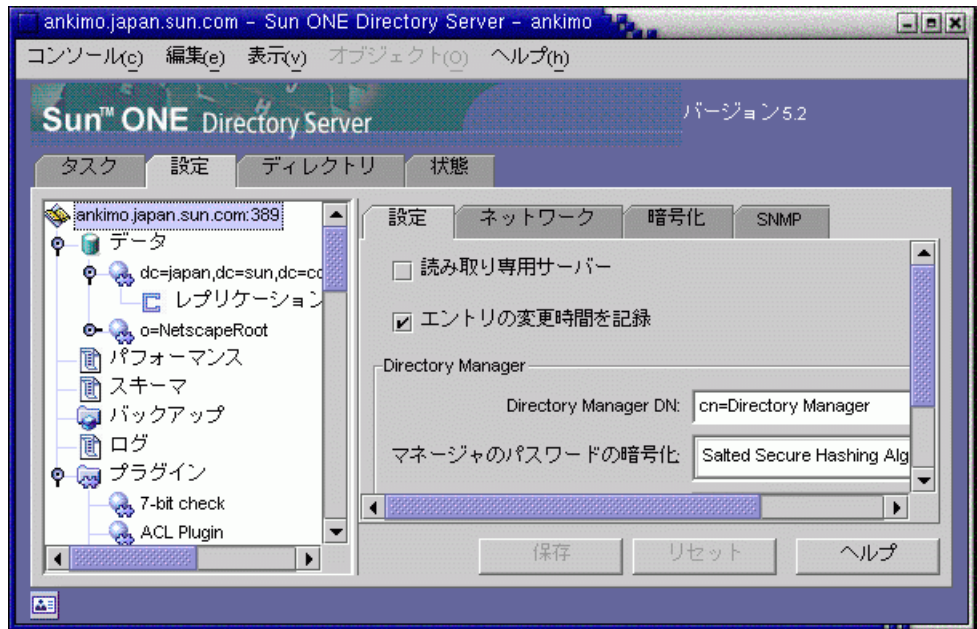 ankimo.japan.sun.com – Sun ONE Directory Server – ankimo
コンソール(c) 編集(e) 表示(v) オブジェクト(o) ヘルプ(h)
Sun™ ONE Directory Server
バージョン5.2
タスク 設定 ディレクトリ 状態
ankimo.japan.sun.com:389
データ
dc=japan,dc=sun,dc=co
レプリケーション
o=NetscapeRoot
パフォーマンス
スキーマ
バックアップ
ログ
プラグイン
7-bit check
ACL Plugin
設定 ネットワーク 暗号化 SNMP
読み取り専用サーバー
エントリの変更時間を記録
Directory Manager
Directory Manager DN: cn=Directory Manager
マネージャのパスワードの暗号化: Salted Secure Hashing Alg
保存 リセット ヘルプ